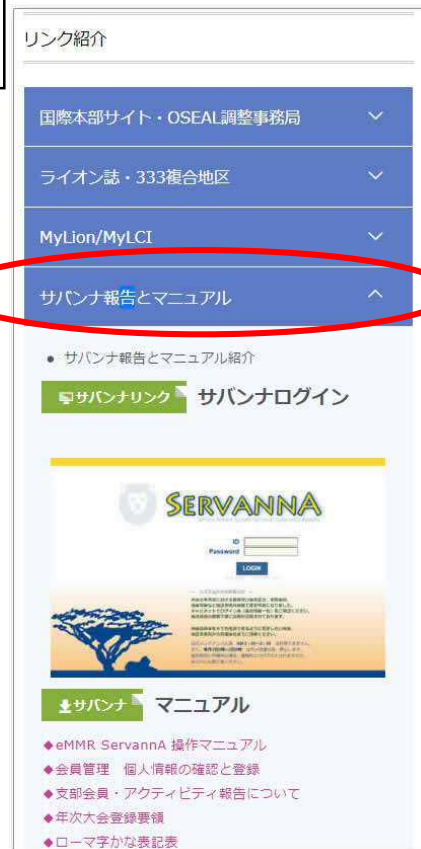 リンク紹介
国際本部サイト・OSEAL調整事務局
ライオン誌・333複合地区
MyLion/MyLCI
サバンナ報告とマニュアル
● サバンナ報告とマニュアル紹介
サバンナリンク サバンナログイン
SERVANNA
ID
Password
LOGIN
サバンナ マニュアル
◆eMMR ServannA 操作マニュアル
◆会員管理 個人情報の確認と登録
◆支部会員・アクティビティ報告について
◆年次大会登録要領
◆ローマ字かな表記表